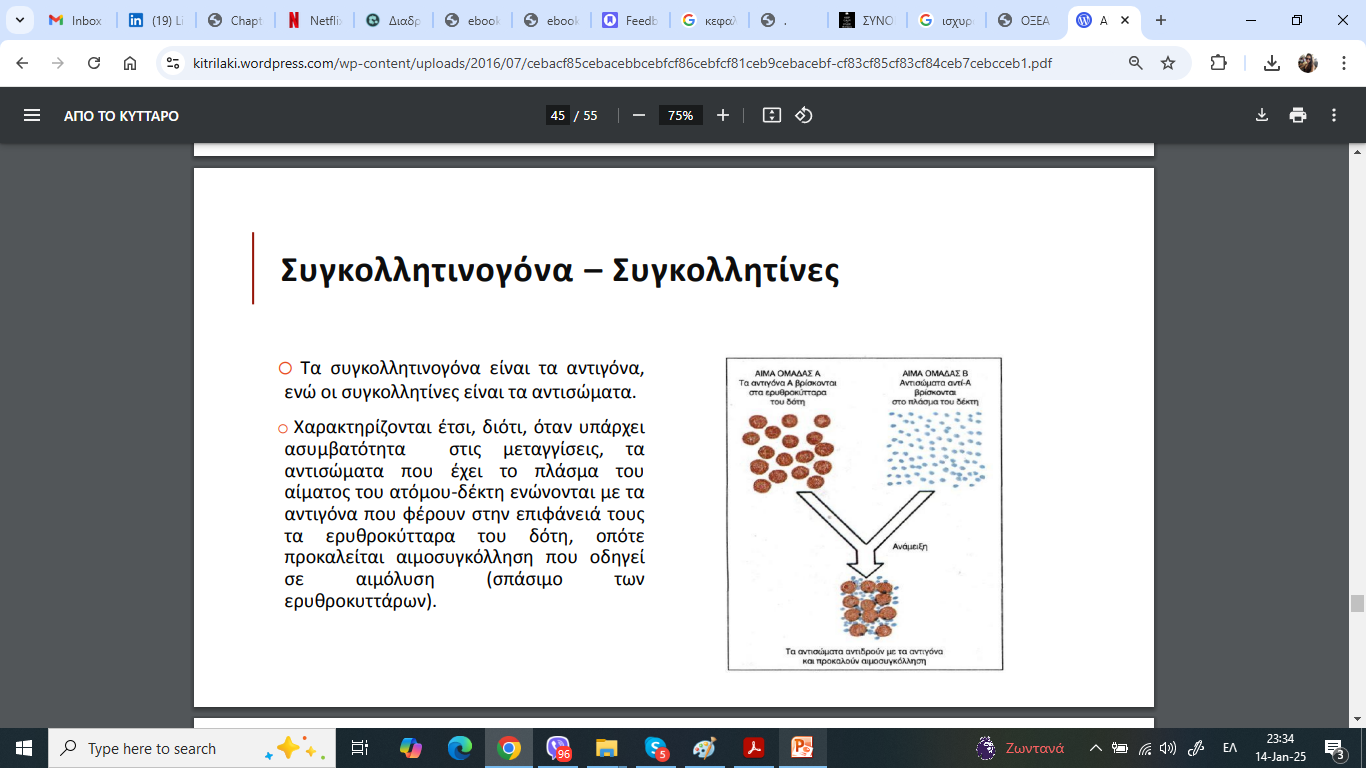 Inbox
(19) Li
Chapt
Netfli
Διαδρ
ebook
ebook
Feedb
κεφαλ
.
ΣΥΝΟ
ισχυρ
ΟΞΕΑ
A
kitrilaki.wordpress.com/wp-content/uploads/2016/07/cebacf85cebacebbcebfcf86cebfcf81ceb9cebacebf-cf83cf85cf83cf84ceb7cebcceb1.pdf
ΑΠΟ ΤΟ ΚΥΤΤΑΡΟ
45 / 55
75%
Συγκολλητινογόνα – Συγκολλητίνες
Τα συγκολλητινογόνα είναι τα αντιγόνα,
ενώ οι συγκολλητίνες είναι τα αντισώματα.
Χαρακτηρίζονται έτσι, διότι, όταν υπάρχει
ασυμβατότητα στις μεταγγίσεις, τα
αντισώματα που έχει το πλάσμα του
αίματος του ατόμου-δέκτη ενώνονται με τα
αντιγόνα που φέρουν στην επιφάνειά τους
τα ερυθροκύτταρα του δότη, οπότε
προκαλείται αιμοσυγκόλληση που οδηγεί
σε αιμόλυση (σπάσιμο των
ερυθροκυττάρων).
ΑΙΜΑ ΟΜΑΔΑΣ Α
Τα αντιγόνα Α βρίσκονται
στα ερυθροκύτταρα
του δότη
ΑΙΜΑ ΟΜΑΔΑΣ Β
Αντισώματα αντί-Α
βρίσκονται
στο πλάσμα του δέκτη
Ανάμειξη
Τα αντισώματα αντιδρούν με τα αντιγόνα
και προκαλούν αιμοσυγκόλληση
Type here to search
96
5
Ζωντανά
ΕΛ
23:34
14-Jan-25
3